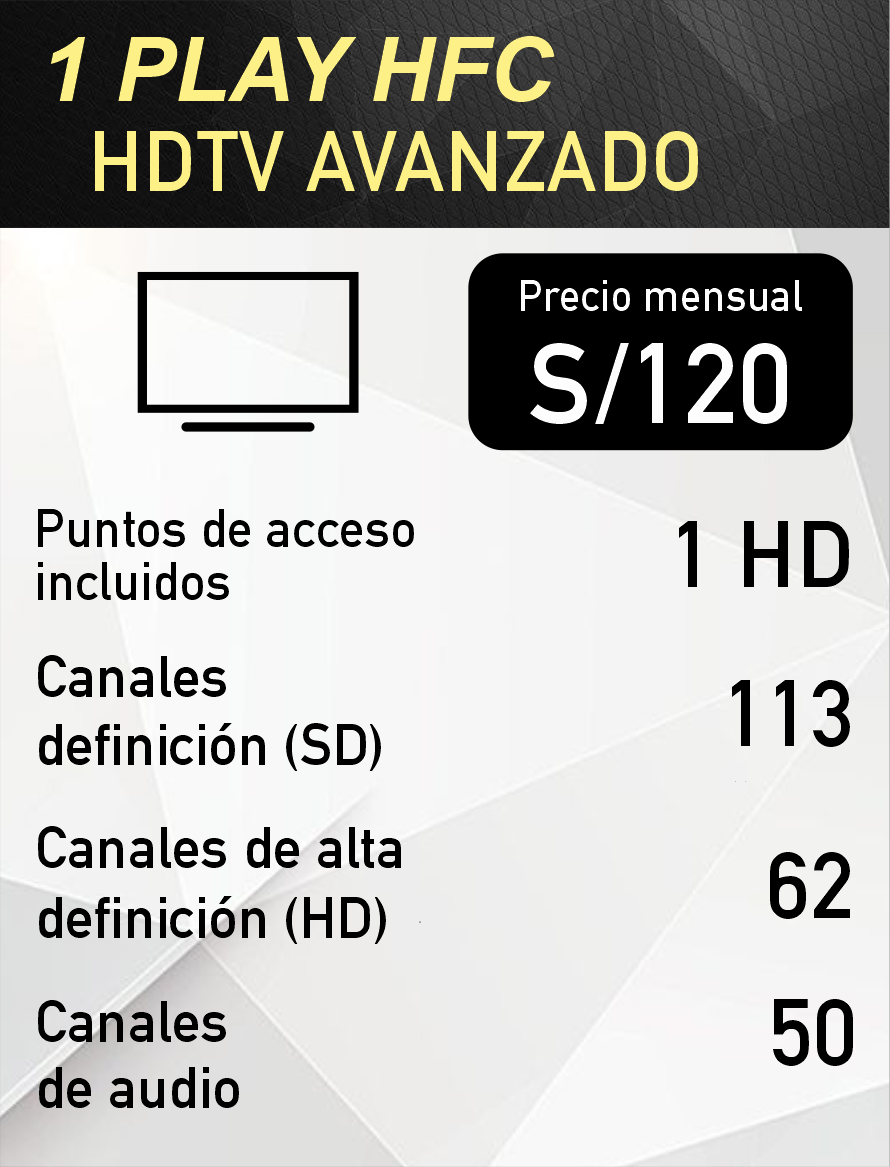 1 PLAY HFC
HDTV AVANZADO
Precio mensual
S/120
Puntos de acceso
incluidos
1 HD
Canales
definición (SD)
113
Canales de alta
definición (HD)
62
Canales
de audio
50